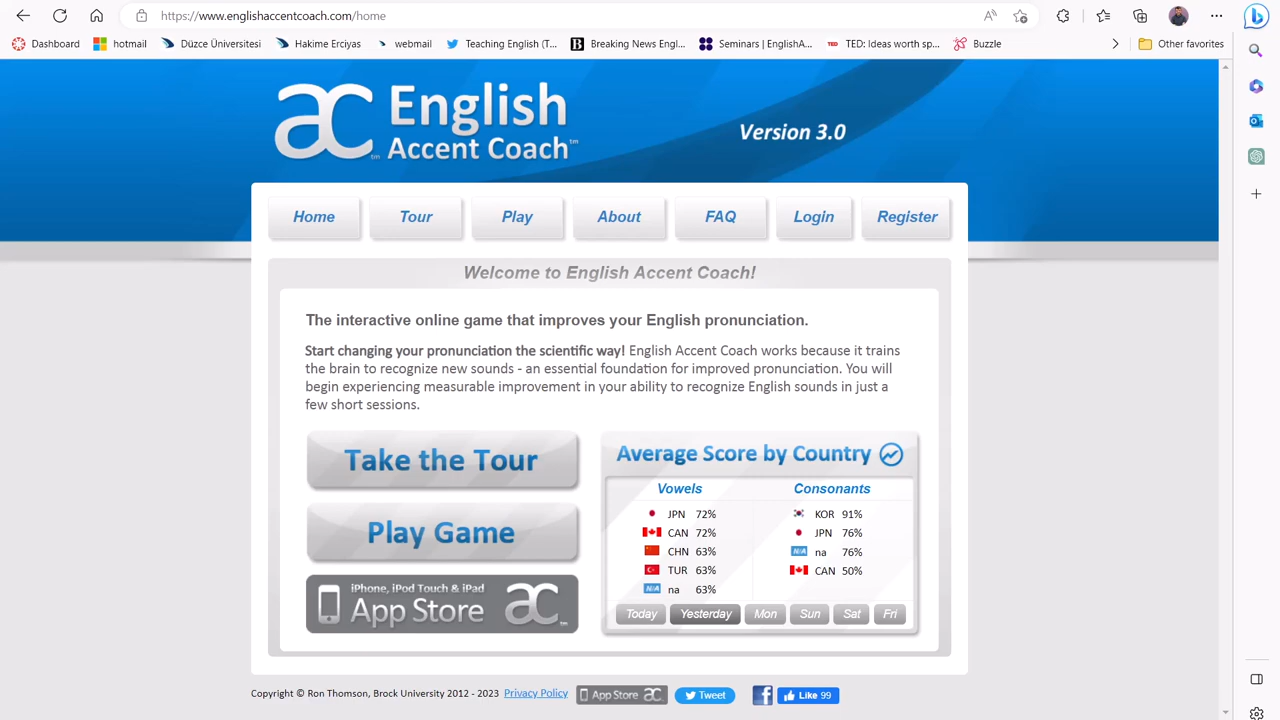 https://www.englishaccentcoach.com/home
Dashboard hotmail Düzce Üniversitesi Hakime Erciyas webmail Teaching English (T... Breaking News Engl... Seminars | EnglishA... TED: Ideas worth sp... Buzzle Other favorites
ac English
Accent Coach™
Version 3.0
Home Tour Play About FAQ Login Register
Welcome to English Accent Coach!
The interactive online game that improves your English pronunciation.
Start changing your pronunciation the scientific way! English Accent Coach works because it trains
the brain to recognize new sounds - an essential foundation for improved pronunciation. You will
begin experiencing measurable improvement in your ability to recognize English sounds in just a
few short sessions.
Take the Tour
Play Game
iPhone, iPod Touch & iPad
App Store ac
Average Score by Country
Vowels Consonants
JPN 72% KOR 91%
CAN 72% JPN 76%
CHN 63% N/A na 76%
TUR 63% CAN 50%
N/A na 63%
Today Yesterday Mon Sun Sat Fri
Copyright © Ron Thomson, Brock University 2012 - 2023 Privacy Policy App Store ac Tweet f Like 99